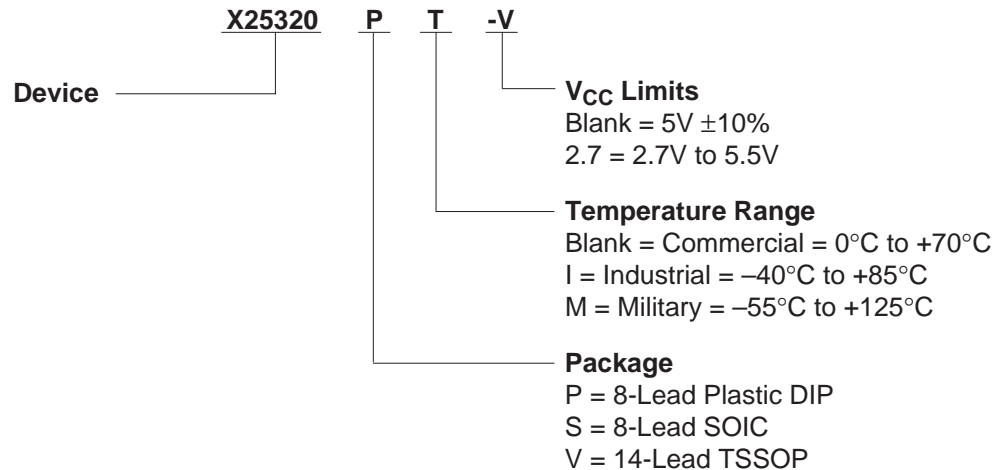 X25320 P T -V
Device
VCC Limits
Blank = 5V ±10%
2.7 = 2.7V to 5.5V
Temperature Range
Blank = Commercial = 0°C to +70°C
I = Industrial = –40°C to +85°C
M = Military = –55°C to +125°C
Package
P = 8-Lead Plastic DIP
S = 8-Lead SOIC
V = 14-Lead TSSOP